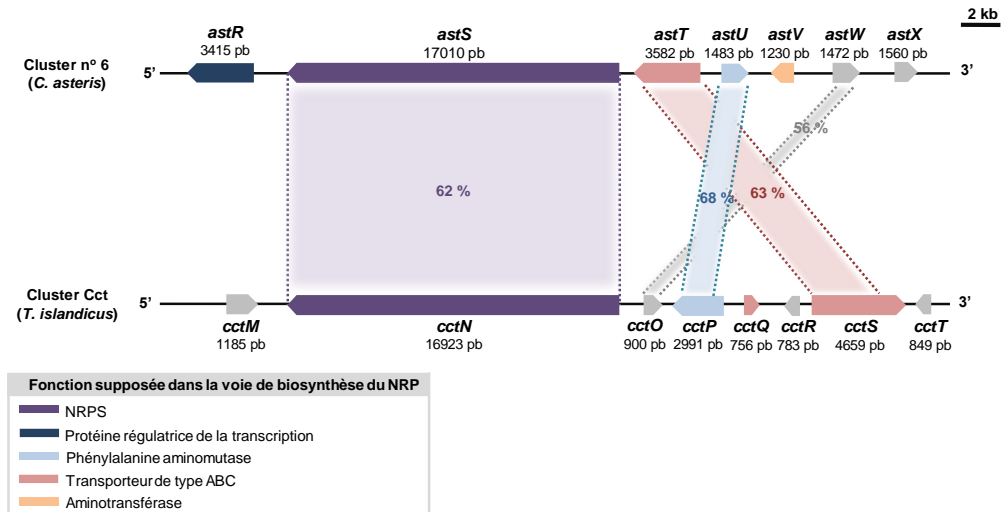 2 kb
astR astS astT astU astV astW astX
3415 pb 17010 pb 3582 pb 1483 pb 1230 pb 1472 pb 1560 pb
Cluster nº 6
(C. asteris)
5’ 3’
56 %
62 % 68 % 63 %
Cluster Cct
(T. islandicus)
5’ 3’
cctM cctN cctO cctP cctQ cctR cctS cctT
1185 pb 16923 pb 900 pb 2991 pb 756 pb 783 pb 4659 pb 849 pb
Fonction supposée dans la voie de biosynthèse du NRP
NRPS
Protéine régulatrice de la transcription
Phénylalanine aminomutase
Transporteur de type ABC
Aminotransférase